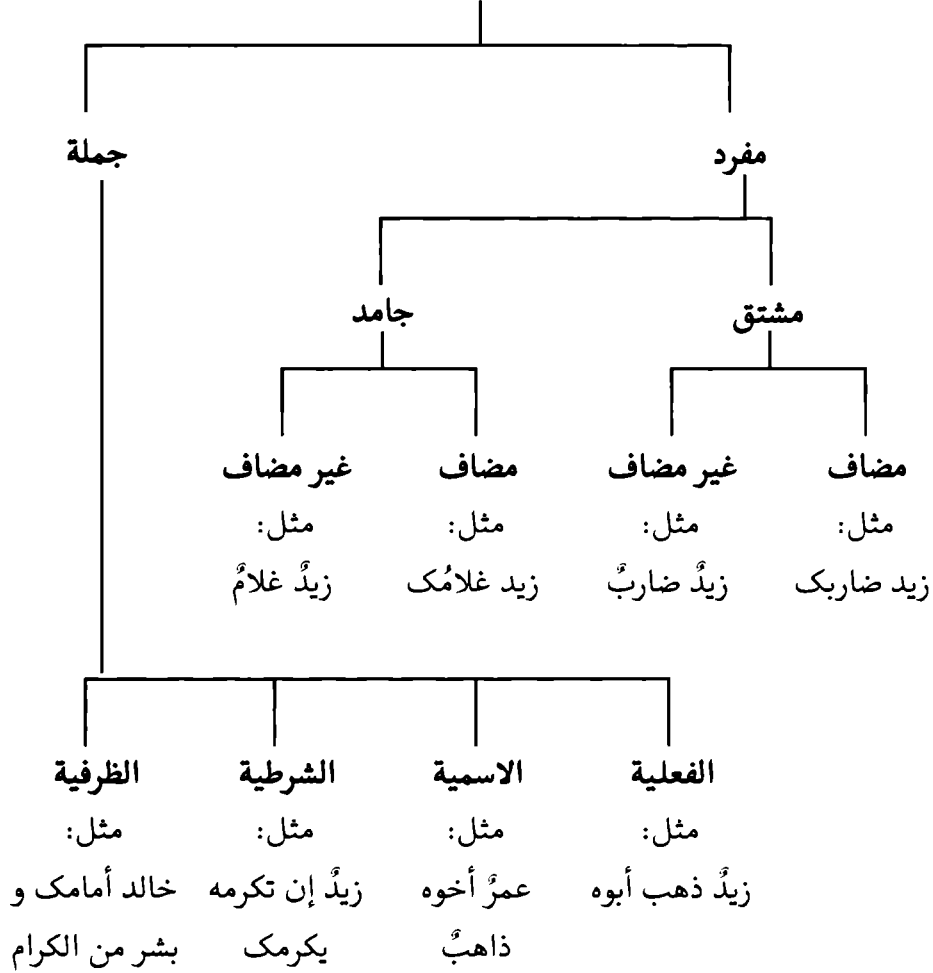 مفرد جملة
مشتق جامد
مضاف غير مضاف مضاف غير مضاف
مثل: مثل: مثل: مثل:
زيد ضاربک زيدٌ ضاربٌ زيد غلامُک زيدٌ غلامٌ
الفعلية الاسمية الشرطية الظرفية
مثل: مثل: مثل: مثل:
زيدٌ ذهب أبوه عمرٌ أخوه زيدٌ إن تکرمه خالد أمامک و
ذاهبٌ يکرمک بشر من الکرام